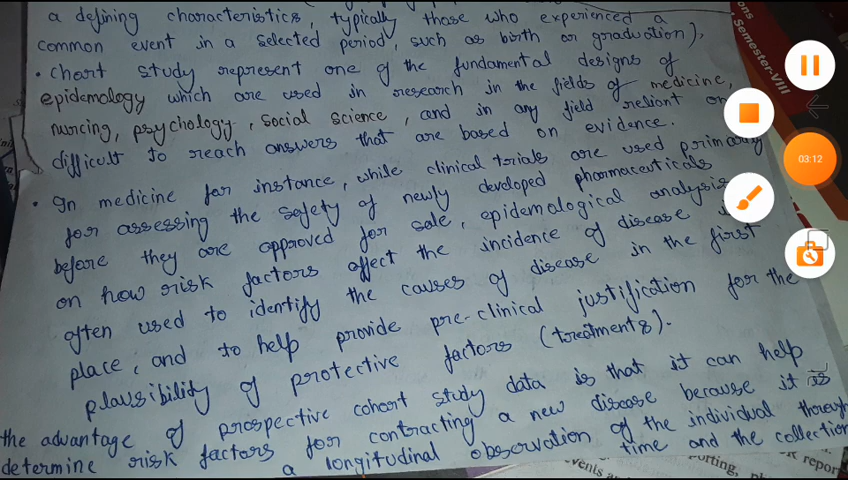 a defining characteristics, typically those who experienced a
common event in a selected period, such as birth or graduation),
• chort study represent one of the fundamental designs of
epidemology which are used in research in the fields of medicine,
nurcing, psychology, social science, and in any field reliant on
difficult to reach answers that are based on evidence.
• In medicine for instance, while clinical trials are used primarily
for assessing the safety of newly developed pharmaceuticals
before they are approved for sale, epidemological analysis
on how risk factors affect the incidence of disease
often used to identify the causes of disease in the first
place, and to help provide pre-clinical justification for the
plausibility of protective factors (treatments).
the advantage of prospective cohort study data is that it can help
determine risk factors for contracting a new disease because it is
a longitudinal observation of the individual through
time and the collection
Semester-VIII
03:12